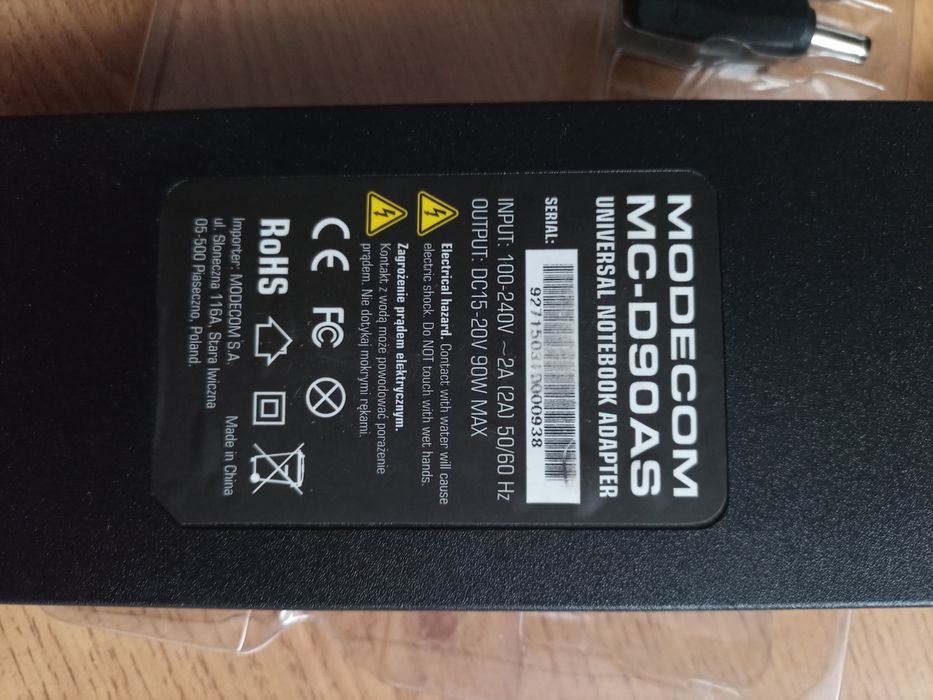 MODECOM
MC-D90AS
UNIVERSAL NOTEBOOK ADAPTER
SERIAL:
INPUT: 100-240V ~2A (2A) 50/60 Hz
OUTPUT: DC15-20V 90W MAX
Electrical hazard. Contact with water will cause
electric shock. Do NOT touch with wet hands.
Zagrożenie prądem elektrycznym.
Kontakt z wodą może powodować porażenie
prądem. Nie dotykaj mokrymi rękami.
CE FC
RoHS
Importer: MODECOM S.A.
ul. Słoneczna 116A, Stara Iwiczna
05-500 Piaseczno, Poland.
Made in China